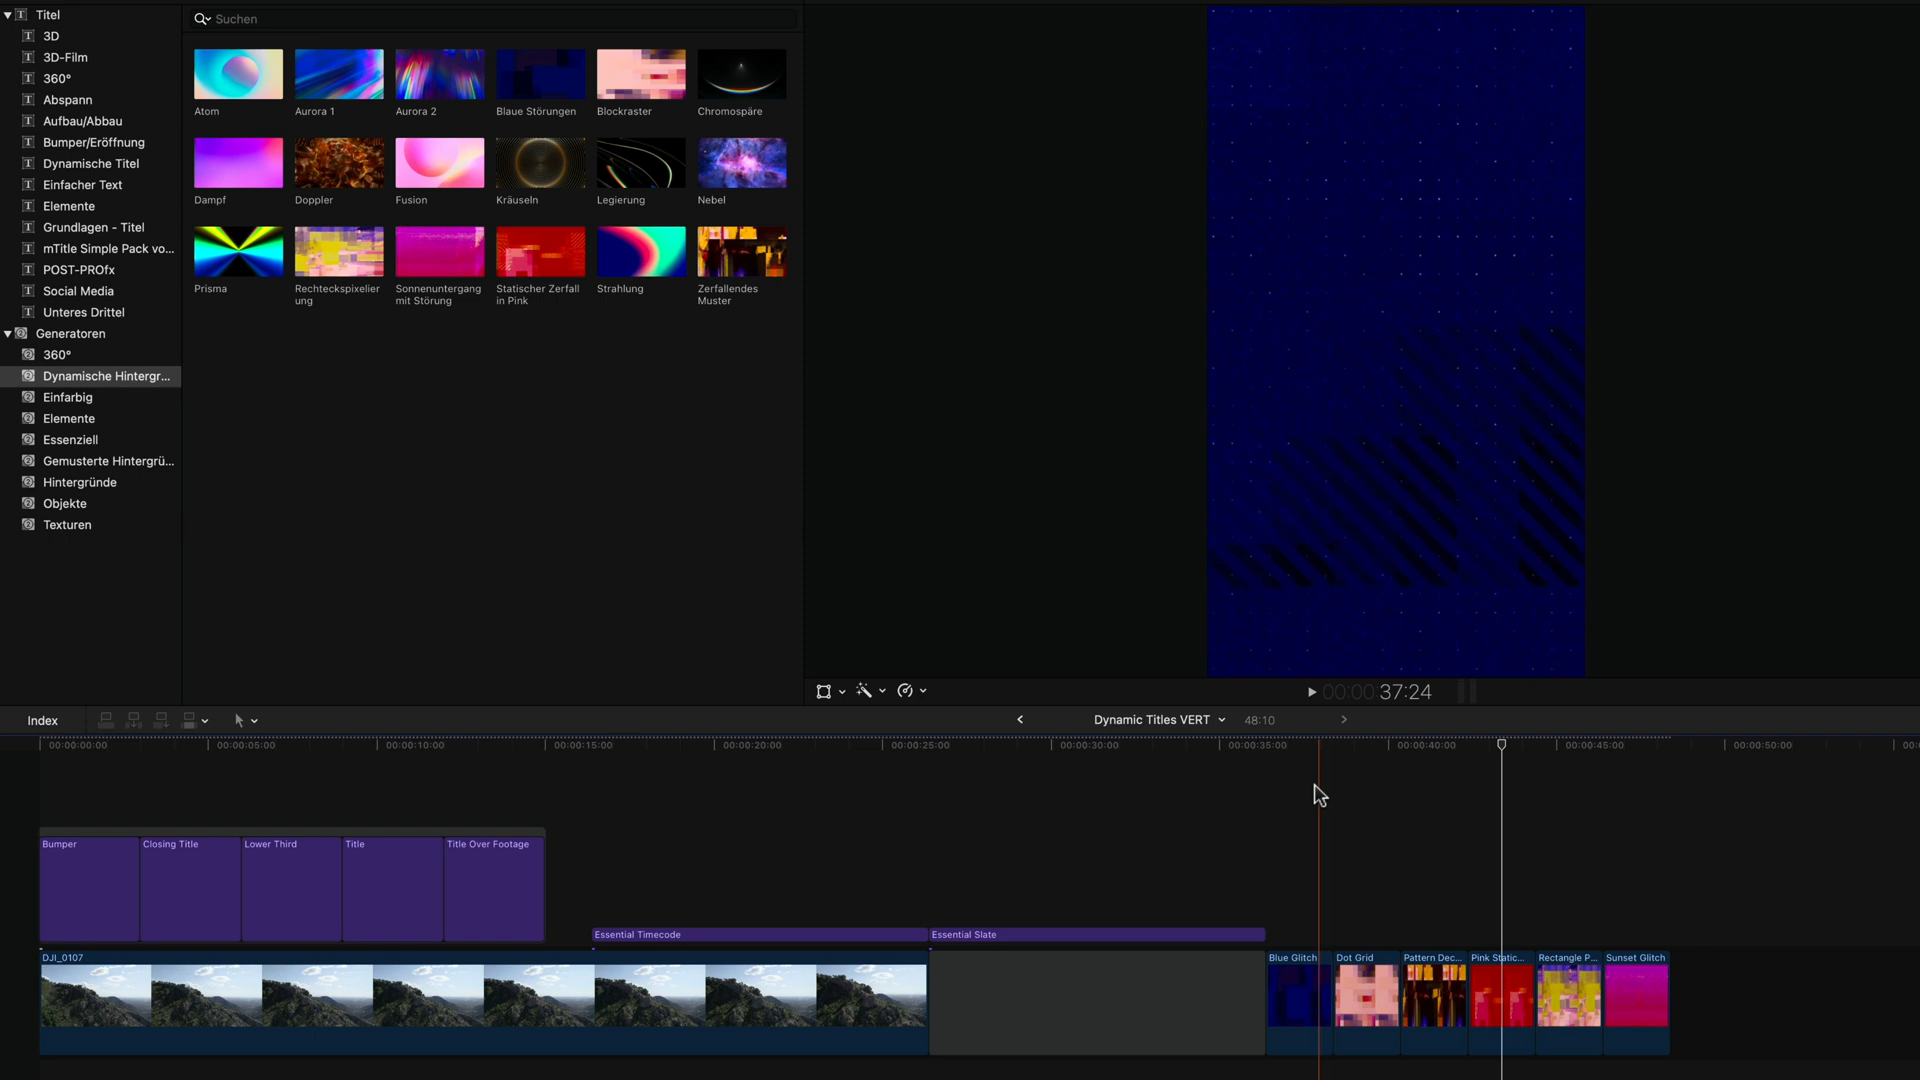 Titel
3D
3D-Film
360°
Abspann
Aufbau/Abbau
Bumper/Eröffnung
Dynamische Titel
Einfacher Text
Elemente
Grundlagen - Titel
mTitle Simple Pack vo...
POST-PROfx
Social Media
Unteres Drittel
Generatoren
360°
Dynamische Hintergr...
Einfarbig
Elemente
Essenziell
Gemusterte Hintergrü...
Hintergründe
Objekte
Texturen
Suchen
Atom
Aurora 1
Aurora 2
Blaue Störungen
Blockraster
Chromospäre
Dampf
Doppler
Fusion
Kräuseln
Legierung
Nebel
Prisma
Rechteckspixelier
ung
Sonnenuntergang
mit Störung
Statischer Zerfall
in Pink
Strahlung
Zerfallendes
Muster
00:00:37:24
Index
Dynamic Titles VERT
48:10
00:00:00:00
00:00:05:00
00:00:10:00
00:00:15:00
00:00:20:00
00:00:25:00
00:00:30:00
00:00:35:00
00:00:40:00
00:00:45:00
00:00:50:00
00:
Bumper
Closing Title
Lower Third
Title
Title Over Footage
Essential Timecode
Essential Slate
DJI_0107
Blue Glitch
Dot Grid
Pattern Dec...
Pink Static...
Rectangle P...
Sunset Glitch